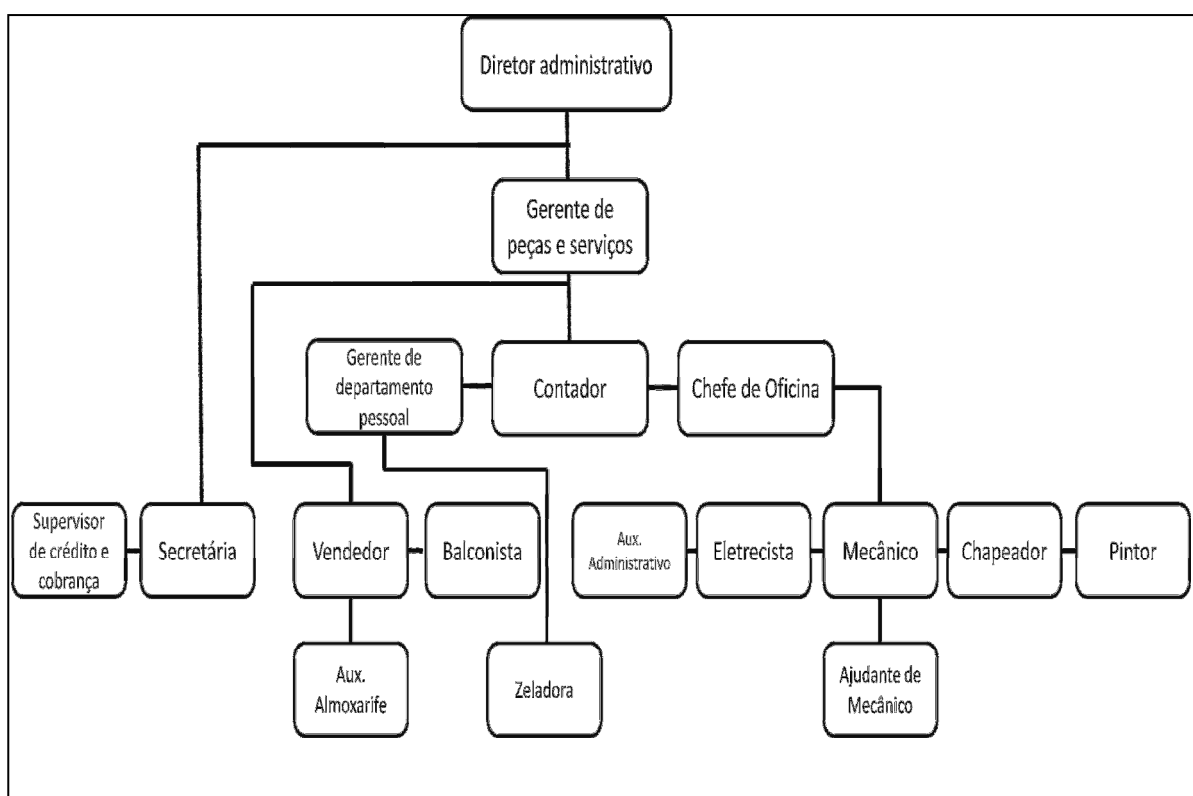 Diretor administrativo
Gerente de
peças e serviços
Gerente de
departamento
pessoal
Contador
Chefe de Oficina
Supervisor
de crédito e
cobrança
Secretária
Vendedor
Balconista
Aux.
Administrativo
Eletrecista
Mecânico
Chapeador
Pintor
Aux.
Almoxarife
Zeladora
Ajudante de
Mecânico